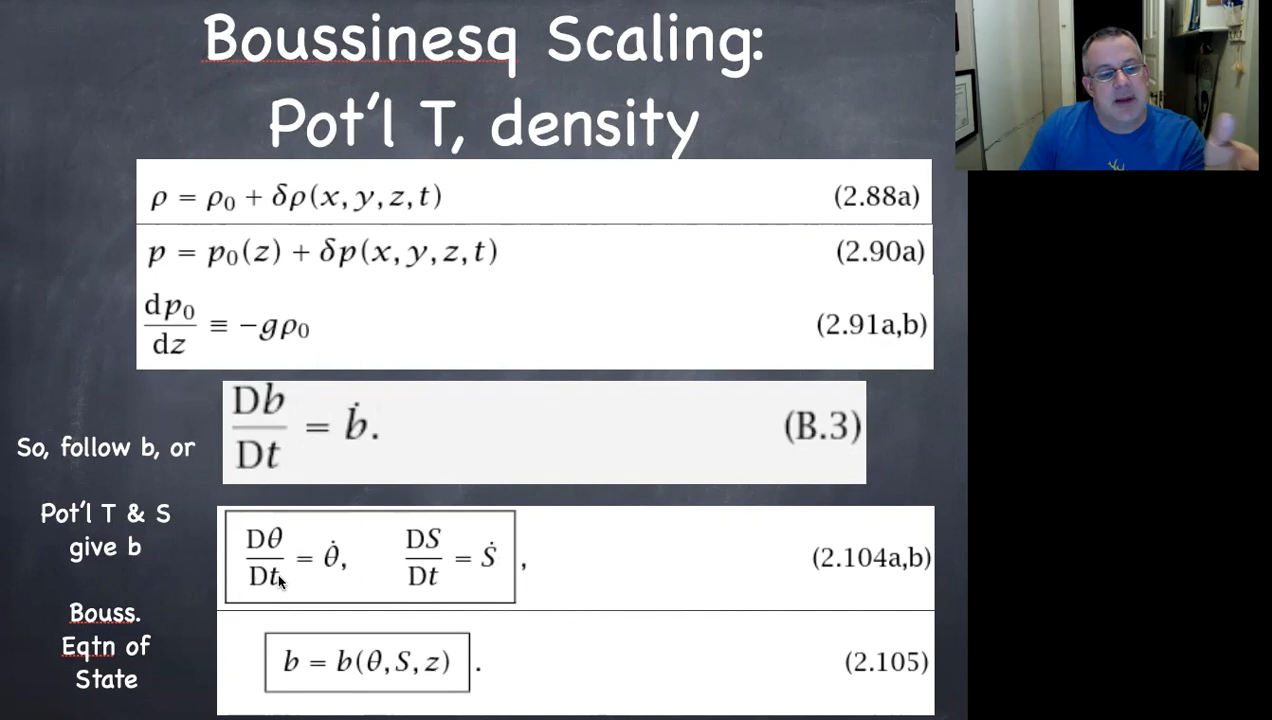 Boussinesq Scaling:
Pot'l T, density
ρ = ρ₀ + δρ(x, y, z, t) (2.88a)
p = p₀(z) + δp(x, y, z, t) (2.90a)
dp₀/dz ≡ −gρ₀ (2.91a,b)
Db/Dt = ḃ. (B.3)
So, follow b, or
Pot'l T & S
give b
Dθ/Dt = θ̇, DS/Dt = Ṡ , (2.104a,b)
Bouss.
Eqtn of
State
b = b(θ, S, z) . (2.105)